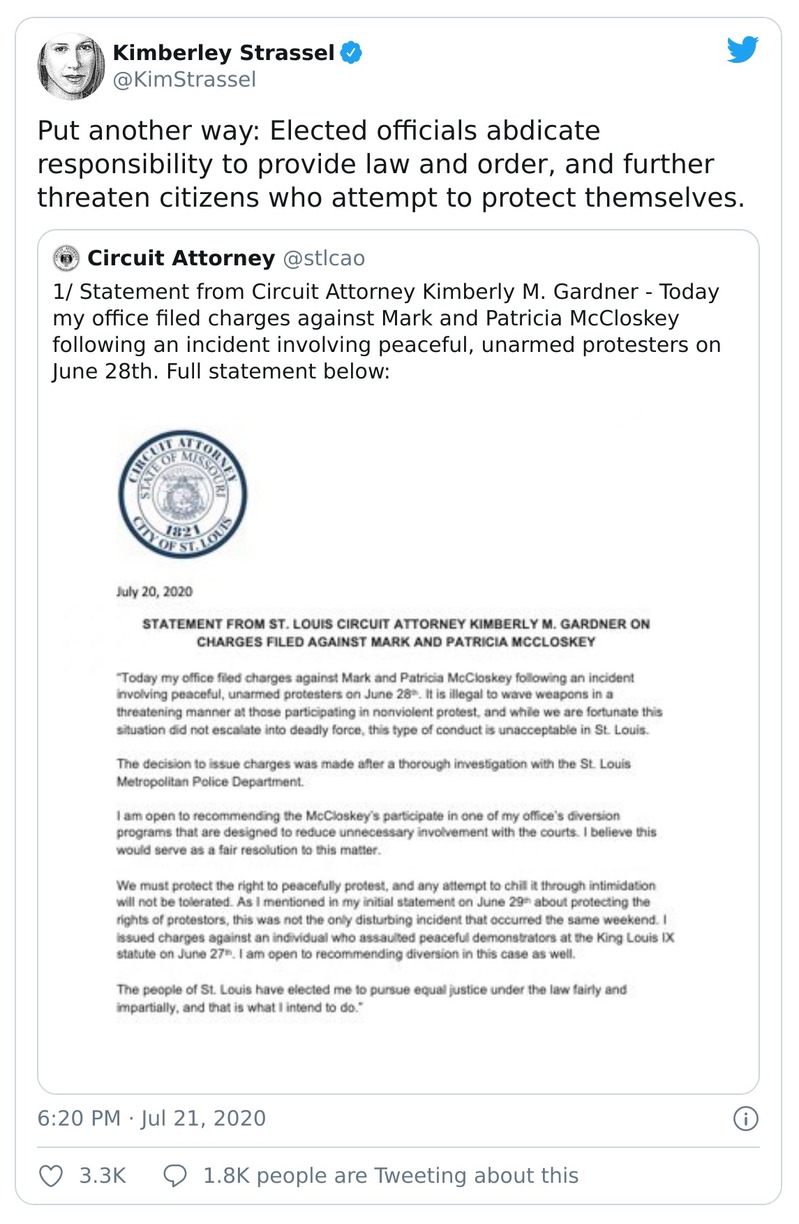 Kimberley Strassel
@KimStrassel
Put another way: Elected officials abdicate
responsibility to provide law and order, and further
threaten citizens who attempt to protect themselves.
Circuit Attorney @stlcao
1/ Statement from Circuit Attorney Kimberly M. Gardner - Today
my office filed charges against Mark and Patricia McCloskey
following an incident involving peaceful, unarmed protesters on
June 28th. Full statement below:
CIRCUIT ATTORNEY
STATE OF MISSOURI
1821
CITY OF ST. LOUIS
July 20, 2020
STATEMENT FROM ST. LOUIS CIRCUIT ATTORNEY KIMBERLY M. GARDNER ON
CHARGES FILED AGAINST MARK AND PATRICIA MCCLOSKEY
“Today my office filed charges against Mark and Patricia McCloskey following an incident
involving peaceful, unarmed protesters on June 28th. It is illegal to wave weapons in a
threatening manner at those participating in nonviolent protest, and while we are fortunate this
situation did not escalate into deadly force, this type of conduct is unacceptable in St. Louis.
The decision to issue charges was made after a thorough investigation with the St. Louis
Metropolitan Police Department.
I am open to recommending the McCloskey's participate in one of my office's diversion
programs that are designed to reduce unnecessary involvement with the courts. I believe this
would serve as a fair resolution to this matter.
We must protect the right to peacefully protest, and any attempt to chill it through intimidation
will not be tolerated. As I mentioned in my initial statement on June 29th about protecting the
rights of protestors, this was not the only disturbing incident that occurred the same weekend. I
issued charges against an individual who assaulted peaceful demonstrators at the King Louis IX
statute on June 27th. I am open to recommending diversion in this case as well.
The people of St. Louis have elected me to pursue equal justice under the law fairly and
impartially, and that is what I intend to do.”
6:20 PM · Jul 21, 2020
3.3K 1.8K people are Tweeting about this